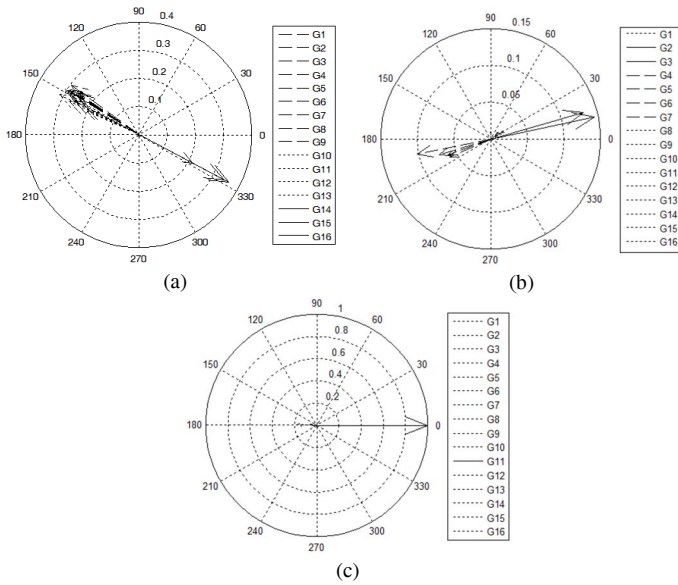 90
0.4
120
60
0.3
150
0.2
30
0.1
180
0
210
330
240
300
270
G1
G2
G3
G4
G5
G6
G7
G8
G9
G10
G11
G12
G13
G14
G15
G16
(a)
90
0.15
120
60
0.1
150
30
0.05
180
0
210
330
240
300
270
G1
G2
G3
G4
G5
G6
G7
G8
G9
G10
G11
G12
G13
G14
G15
G16
(b)
90
1
120
60
0.8
0.6
150
30
0.4
0.2
180
0
210
330
240
300
270
G1
G2
G3
G4
G5
G6
G7
G8
G9
G10
G11
G12
G13
G14
G15
G16
(c)